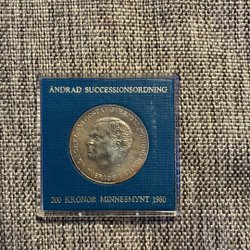 ÄNDRAD SUCCESSIONSORDNING
200 KRONOR MINNESMYNT 1980